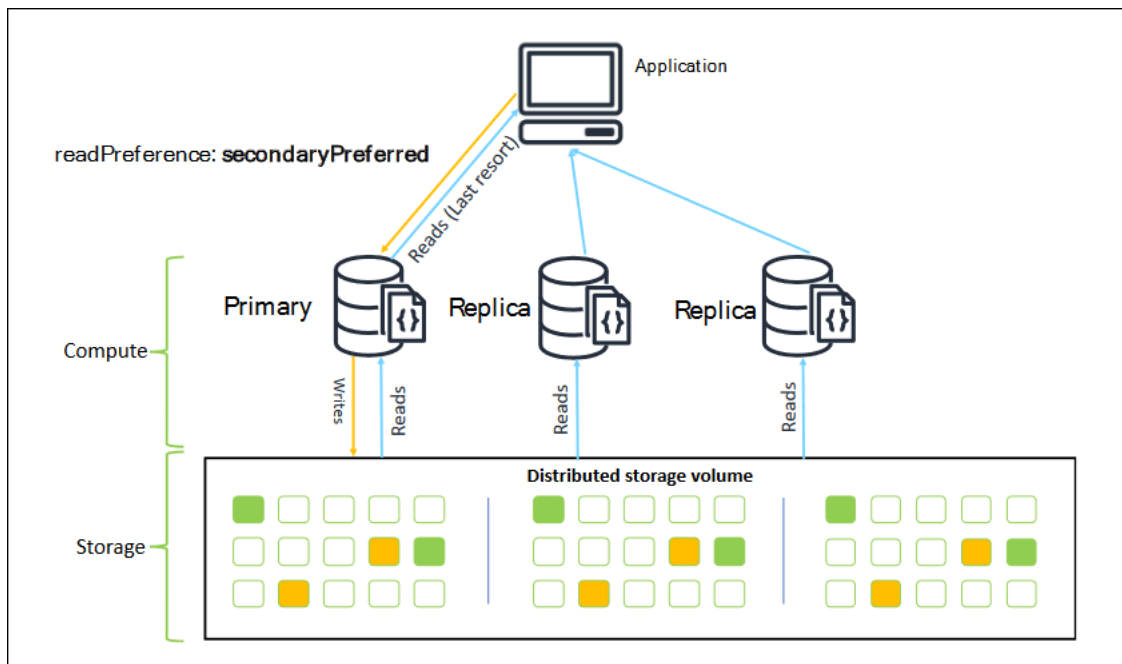 Application
readPreference: secondaryPreferred
Reads (Last resort)
Primary
Replica
Replica
Compute
Writes
Reads
Reads
Reads
Distributed storage volume
Storage